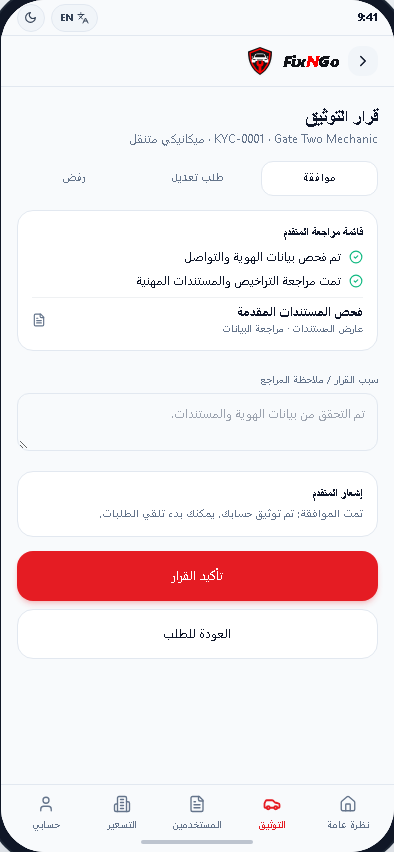 9:41
EN
FixNGo
قرار التوثيق
ميكانيكي متنقل · KYC-0001 · Gate Two Mechanic
موافقة
طلب تعديل
رفض
قائمة مراجعة المتقدم
تم فحص بيانات الهوية والتواصل
تمت مراجعة التراخيص والمستندات المهنية
فحص المستندات المقدمة
عارض المستندات · مراجعة البيانات
سبب القرار / ملاحظة المراجع
تم التحقق من بيانات الهوية والمستندات.
إشعار المتقدم
تمت الموافقة: تم توثيق حسابك. يمكنك بدء تلقي الطلبات.
تأكيد القرار
العودة للطلب
نظرة عامة
التوثيق
المستخدمين
التسعير
حسابي